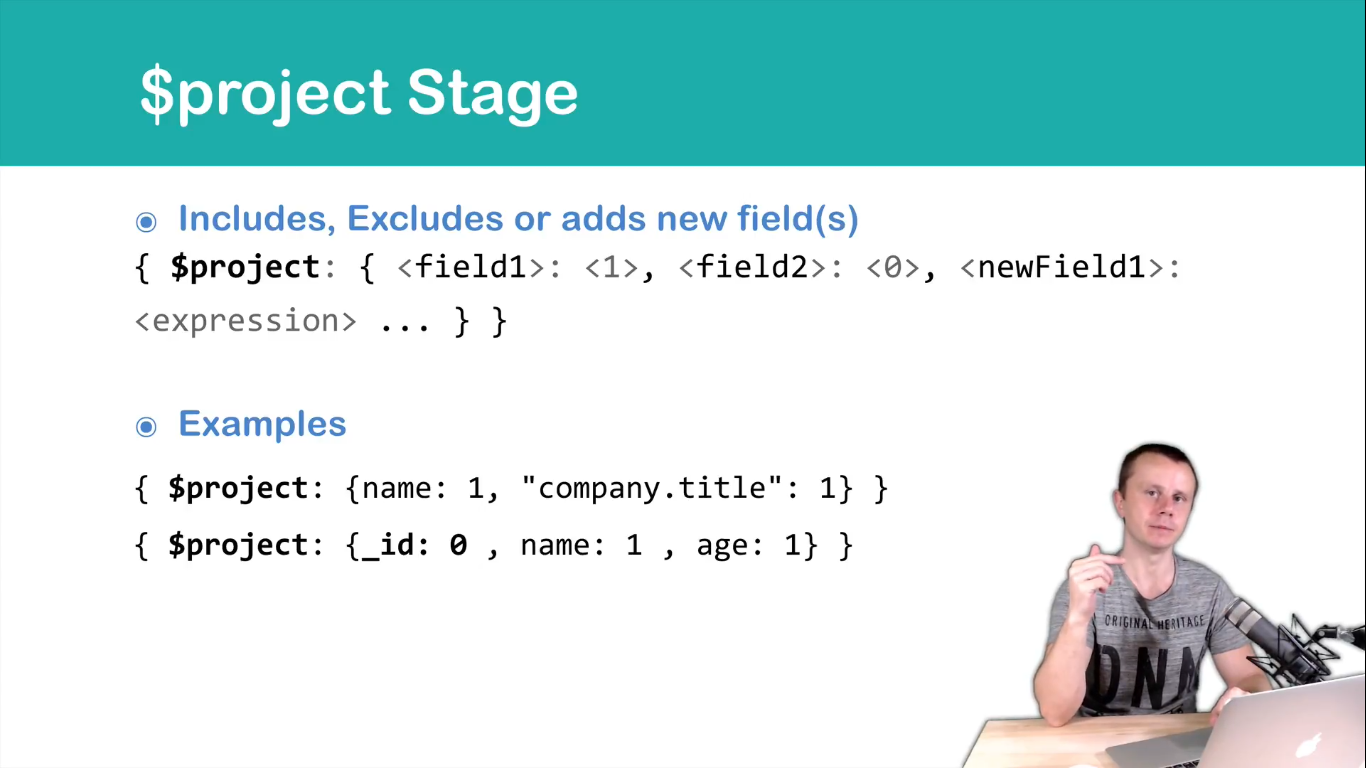 $project Stage
Includes, Excludes or adds new field(s)
{ $project: { <field1>: <1>, <field2>: <0>, <newField1>:
<expression> ... } }
Examples
{ $project: {name: 1, "company.title": 1} }
{ $project: {_id: 0 , name: 1 , age: 1} }
ORIGINAL HERITAGE